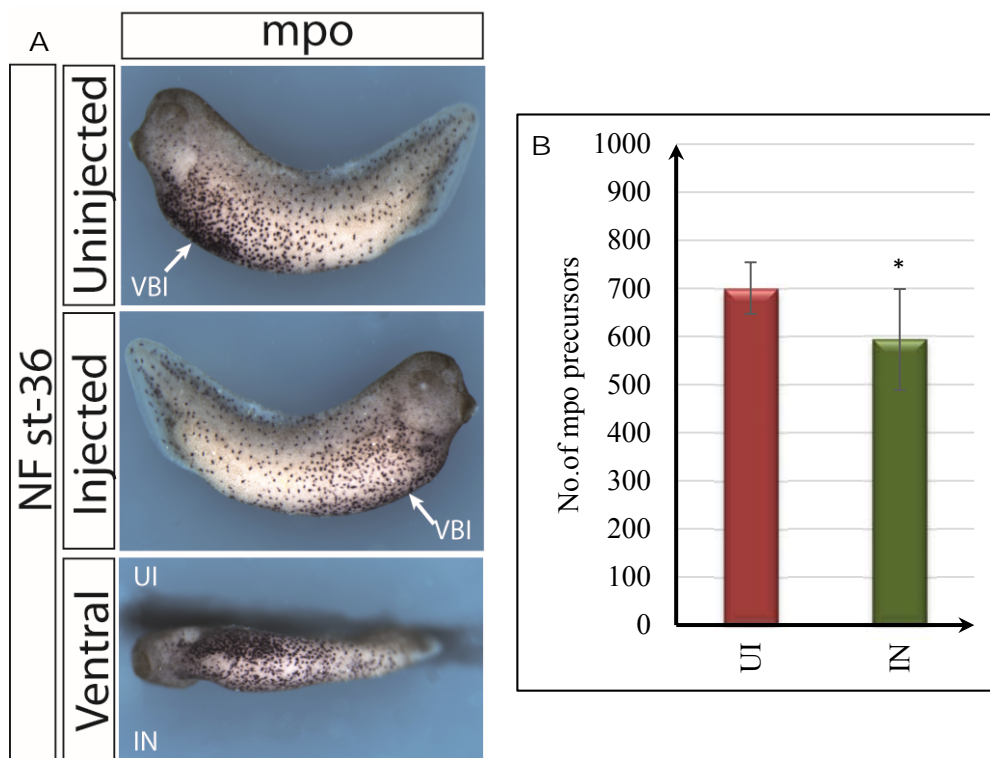 A
mpo
NF st-36
Uninjected
VBI
Injected
VBI
Ventral
UI
IN
B
No.of mpo precursors
1000
900
800
700
600
500
400
300
200
100
0
*
UI
IN